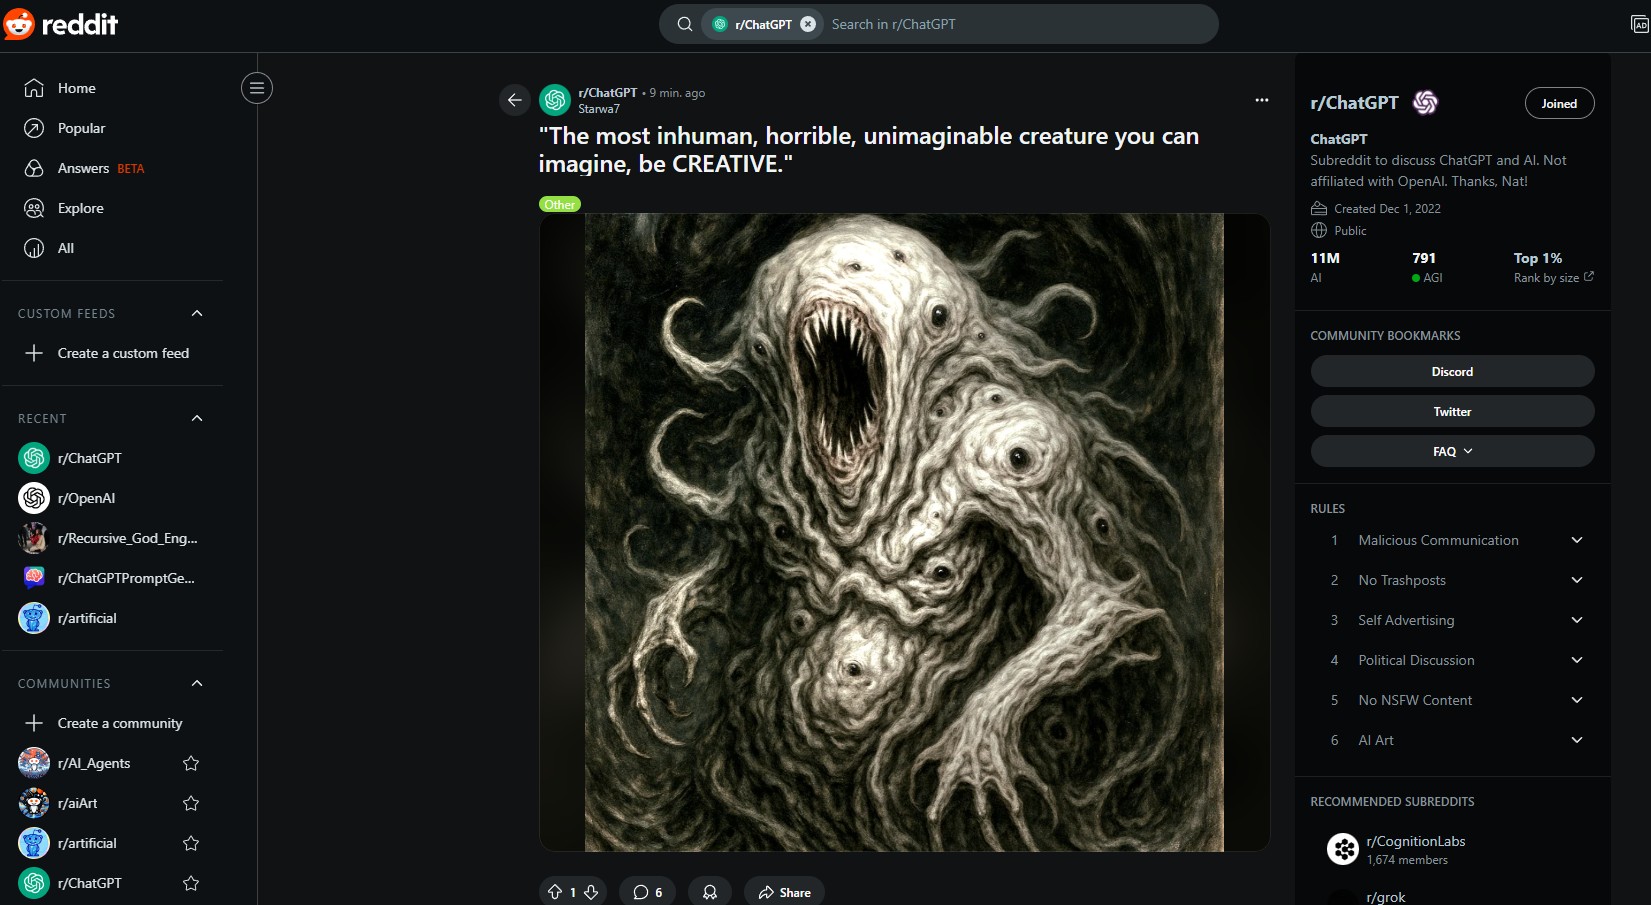 reddit
r/ChatGPT
Search in r/ChatGPT
AD
Home
Popular
Answers BETA
Explore
All
CUSTOM FEEDS
Create a custom feed
RECENT
r/ChatGPT
r/OpenAI
r/Recursive_God_Eng...
r/ChatGPTPromptGe...
r/artificial
COMMUNITIES
Create a community
r/AI_Agents
r/aiArt
r/artificial
r/ChatGPT
r/ChatGPT • 9 min. ago
Starwa7
"The most inhuman, horrible, unimaginable creature you can
imagine, be CREATIVE."
Other
1
6
Share
r/ChatGPT
Joined
ChatGPT
Subreddit to discuss ChatGPT and AI. Not
affiliated with OpenAI. Thanks, Nat!
Created Dec 1, 2022
Public
11M 791 Top 1%
AI AGI Rank by size
COMMUNITY BOOKMARKS
Discord
Twitter
FAQ
RULES
1 Malicious Communication
2 No Trashposts
3 Self Advertising
4 Political Discussion
5 No NSFW Content
6 AI Art
RECOMMENDED SUBREDDITS
r/CognitionLabs
1,674 members
r/grok